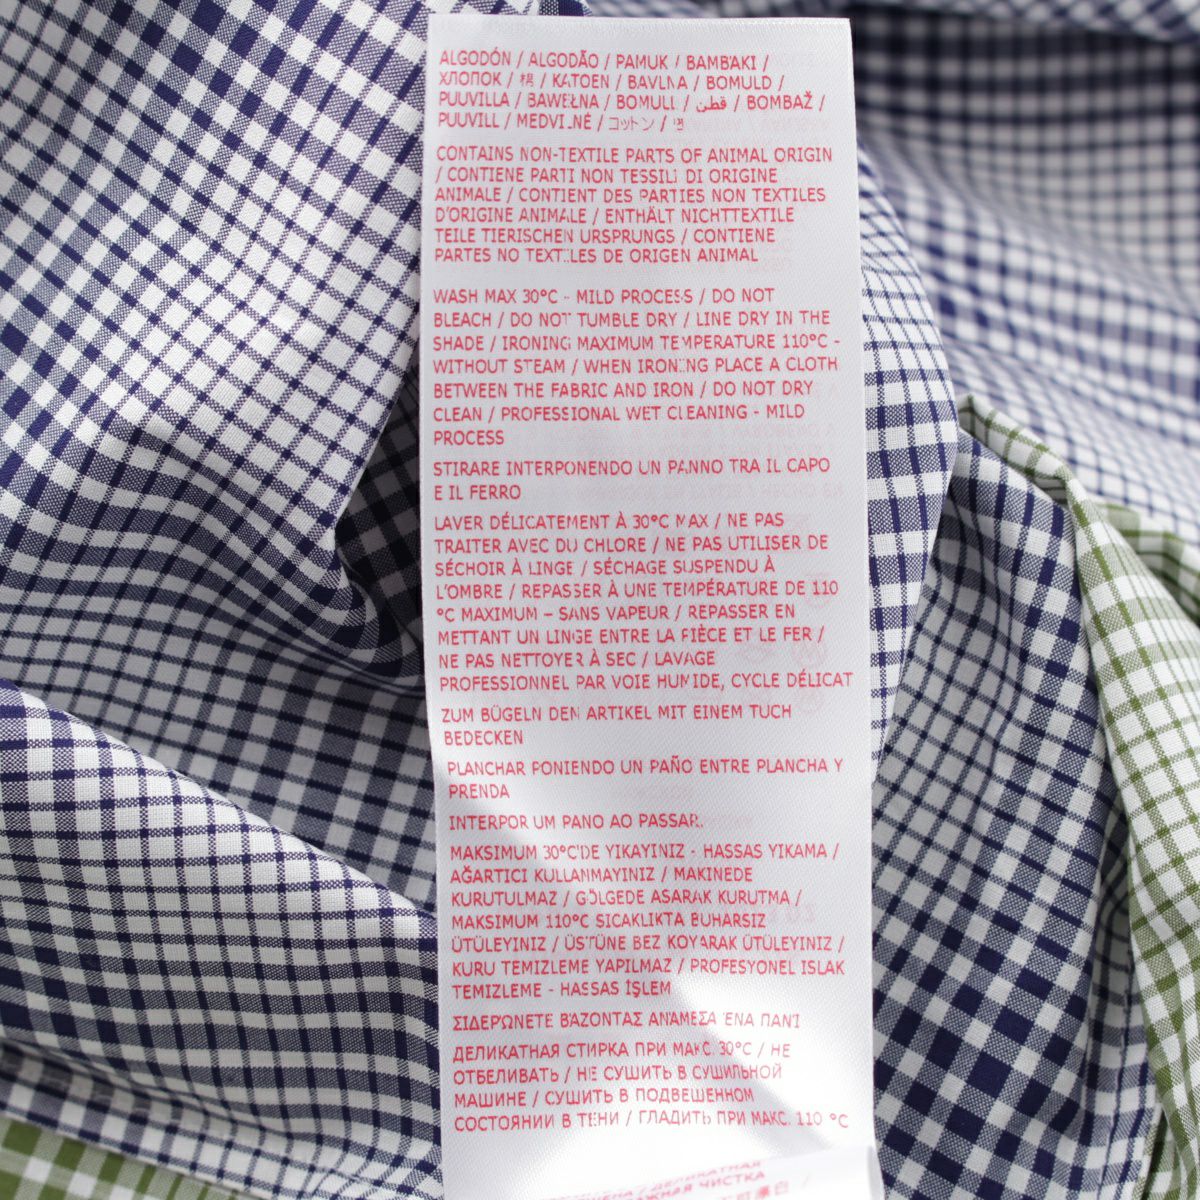 ALGODÓN / ALGODÃO / PAMUK / BAMBAKI /
ХЛОПОК / 棉 / KATOEN / BAVLNA / BOMULD /
PUUVILLA / BAWEŁNA / BOMULL / قطن / BOMBAŽ /
PUUVILL / MEDVILNĖ / コットン /
CONTAINS NON-TEXTILE PARTS OF ANIMAL ORIGIN
/ CONTIENE PARTI NON TESSILI DI ORIGINE
ANIMALE / CONTIENT DES PARTIES NON TEXTILES
D'ORIGINE ANIMALE / ENTHÄLT NICHTTEXTILE
TEILE TIERISCHEN URSPRUNGS / CONTIENE
PARTES NO TEXTILES DE ORIGEN ANIMAL
WASH MAX 30°C - MILD PROCESS / DO NOT
BLEACH / DO NOT TUMBLE DRY / LINE DRY IN THE
SHADE / IRONING MAXIMUM TEMPERATURE 110°C -
WITHOUT STEAM / WHEN IRONING PLACE A CLOTH
BETWEEN THE FABRIC AND IRON / DO NOT DRY
CLEAN / PROFESSIONAL WET CLEANING - MILD
PROCESS
STIRARE INTERPONENDO UN PANNO TRA IL CAPO
E IL FERRO
LAVER DÉLICATEMENT À 30°C MAX / NE PAS
TRAITER AVEC DU CHLORE / NE PAS UTILISER DE
SÉCHOIR À LINGE / SÉCHAGE SUSPENDU À
L'OMBRE / REPASSER À UNE TEMPÉRATURE DE 110
°C MAXIMUM – SANS VAPEUR / REPASSER EN
METTANT UN LINGE ENTRE LA PIÈCE ET LE FER /
NE PAS NETTOYER À SEC / LAVAGE
PROFESSIONNEL PAR VOIE HUMIDE, CYCLE DÉLICAT
ZUM BÜGELN DEN ARTIKEL MIT EINEM TUCH
BEDECKEN
PLANCHAR PONIENDO UN PAÑO ENTRE PLANCHA Y
PRENDA
INTERPOR UM PANO AO PASSAR.
MAKSIMUM 30°C'DE YIKAYINIZ - HASSAS YIKAMA /
AĞARTICI KULLANMAYINIZ / MAKINEDE
KURUTULMAZ / GÖLGEDE ASARAK KURUTMA /
MAKSIMUM 110°C SICAKLIKTA BUHARSIZ
ÜTÜLEYINIZ / ÜSTÜNE BEZ KOYARAK ÜTÜLEYINIZ /
KURU TEMIZLEME YAPILMAZ / PROFESYONEL ISLAK
TEMIZLEME - HASSAS İŞLEM
ΣΙΔΕΡΏΝΕΤΕ ΒΆΖΟΝΤΑΣ ΑΝΆΜΕΣΑ ΈΝΑ ΠΑΝΊ
ДЕЛИКАТНАЯ СТИРКА ПРИ МАКС. 30°C / НЕ
ОТБЕЛИВАТЬ / НЕ СУШИТЬ В СУШИЛЬНОЙ
МАШИНЕ / СУШИТЬ В ПОДВЕШЕННОМ
СОСТОЯНИИ В ТЕНИ / ГЛАДИТЬ ПРИ МАКС. 110 °C
ДЕЛИКАТНАЯ
ЧИСТКА